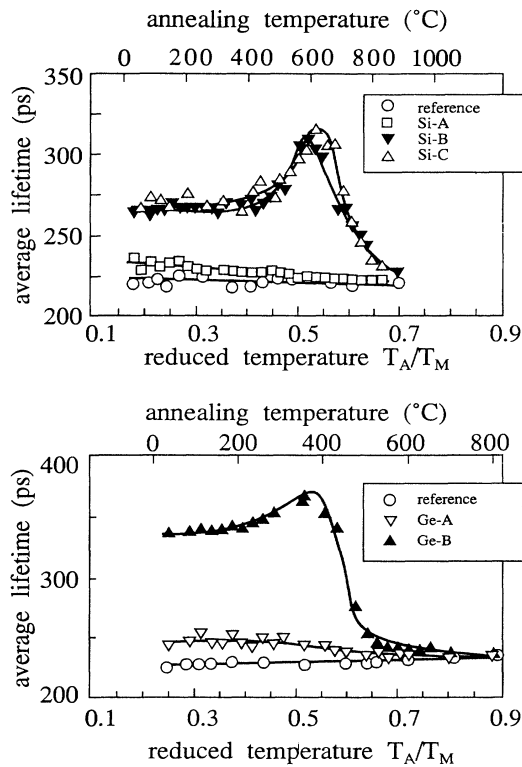 annealing temperature (°C)
0 200 400 600 800 1000
350
300
250
200
average lifetime (ps)
reference
Si-A
Si-B
Si-C
0.1 0.3 0.5 0.7 0.9
reduced temperature T_A/T_M
annealing temperature (°C)
0 200 400 600 800
400
300
250
200
average lifetime (ps)
reference
Ge-A
Ge-B
0.1 0.3 0.5 0.7 0.9
reduced temperature T_A/T_M